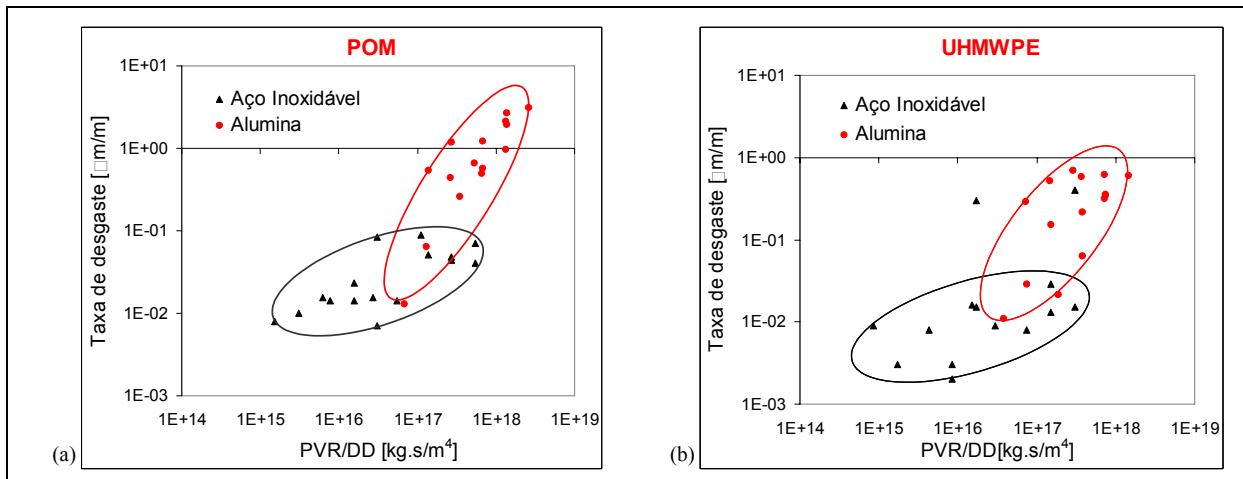 POM
1E+01
1E+00
1E-01
1E-02
1E-03
Taxa de desgaste [□m/m]
Aço Inoxidável
Alumina
1E+14 1E+15 1E+16 1E+17 1E+18 1E+19
PVR/DD [kg.s/m⁴]
(a)
UHMWPE
1E+01
1E+00
1E-01
1E-02
1E-03
Taxa de desgaste [□m/m]
Aço Inoxidável
Alumina
1E+14 1E+15 1E+16 1E+17 1E+18 1E+19
PVR/DD[kg.s/m⁴]
(b)